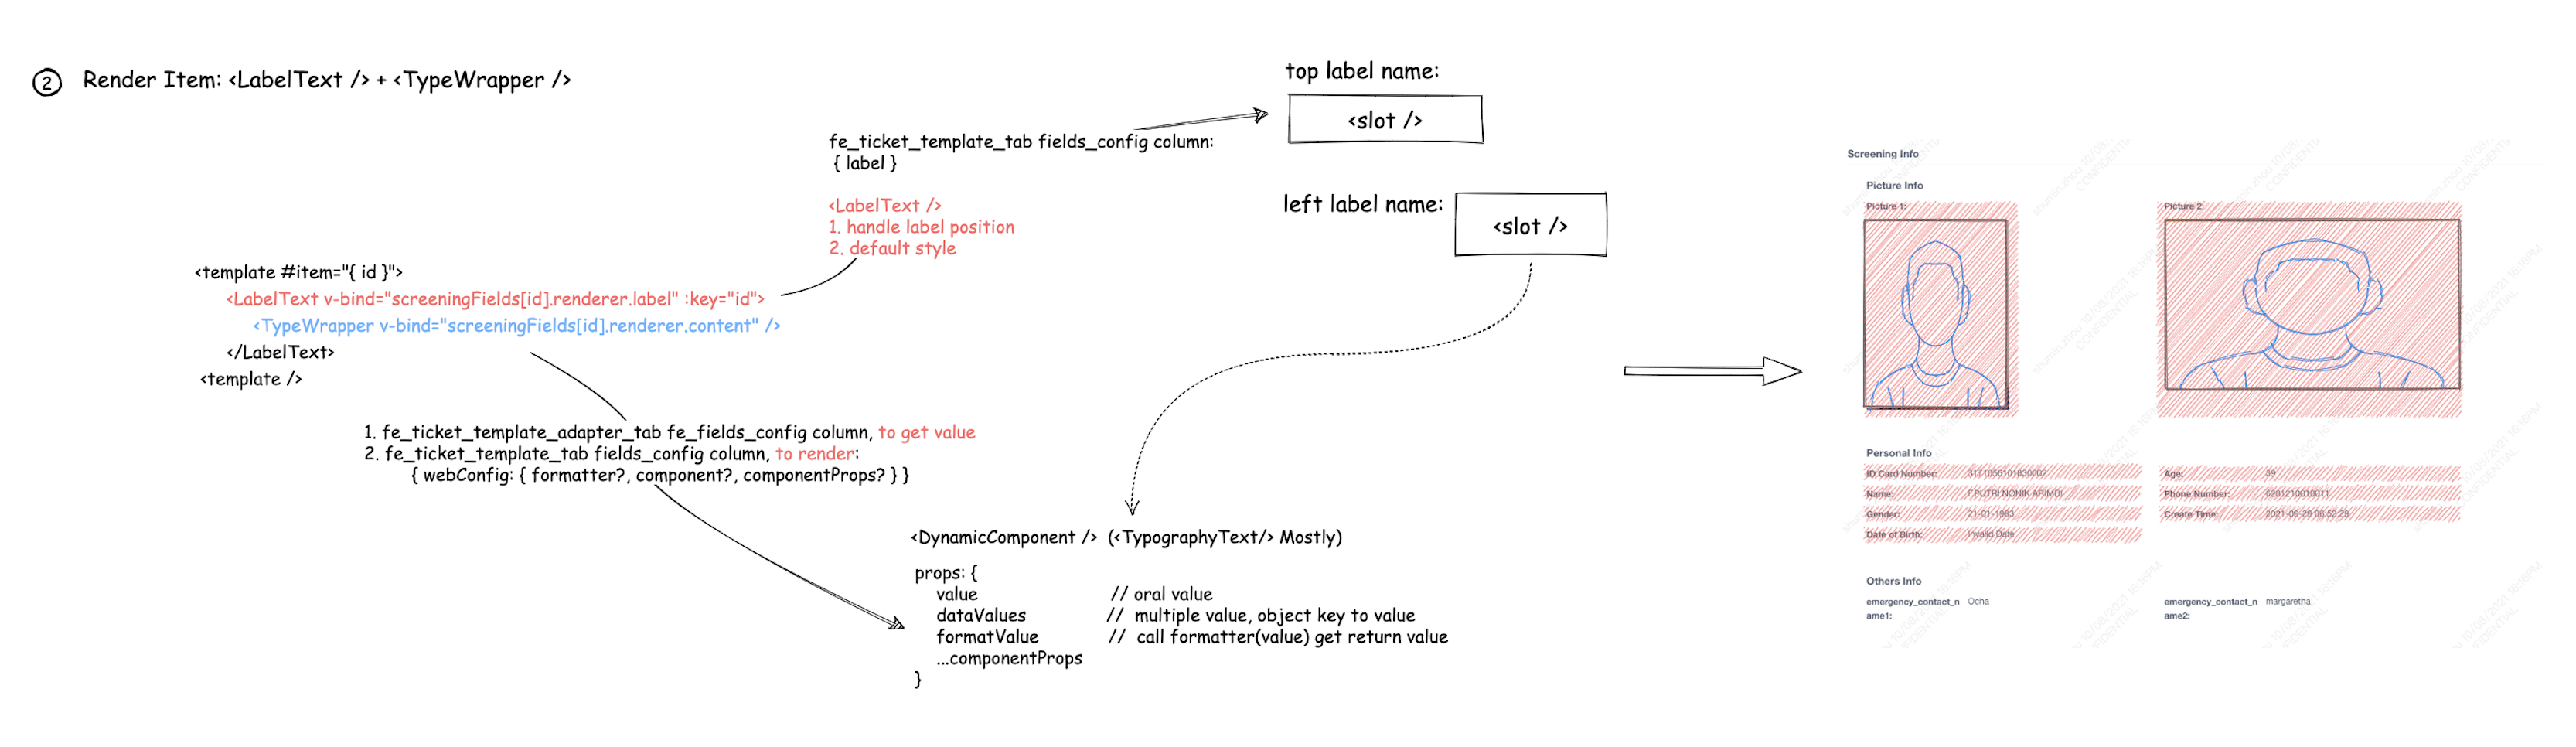 2 Render Item: <LabelText /> + <TypeWrapper />
top label name:
<slot />
fe_ticket_template_tab fields_config column:
{ label }
<LabelText />
1. handle label position
2. default style
left label name:
<slot />
<template #item="{ id }">
<LabelText v-bind="screeningFields[id].renderer.label" :key="id">
<TypeWrapper v-bind="screeningFields[id].renderer.content" />
</LabelText>
<template />
1. fe_ticket_template_adapter_tab fe_fields_config column, to get value
2. fe_ticket_template_tab fields_config column, to render:
{ webConfig: { formatter?, component?, componentProps? } }
<DynamicComponent /> (<TypographyText/> Mostly)
props: {
value // oral value
dataValues // multiple value, object key to value
formatValue // call formatter(value) get return value
...componentProps
}
Screening Info
Picture Info
Picture 1: Picture 2:
Personal Info
ID Card Number: 3171056101830002 Age: 39
Name: F.PUTRI NONIK ARIMBI Phone Number: 6281210010011
Gender: 21-01-1983 Create Time: 2021-09-29 06:52:29
Date of Birth: Invalid Date
Others Info
emergency_contact_n Ocha emergency_contact_n margaretha
ame1: ame2:
CONFIDENTIAL